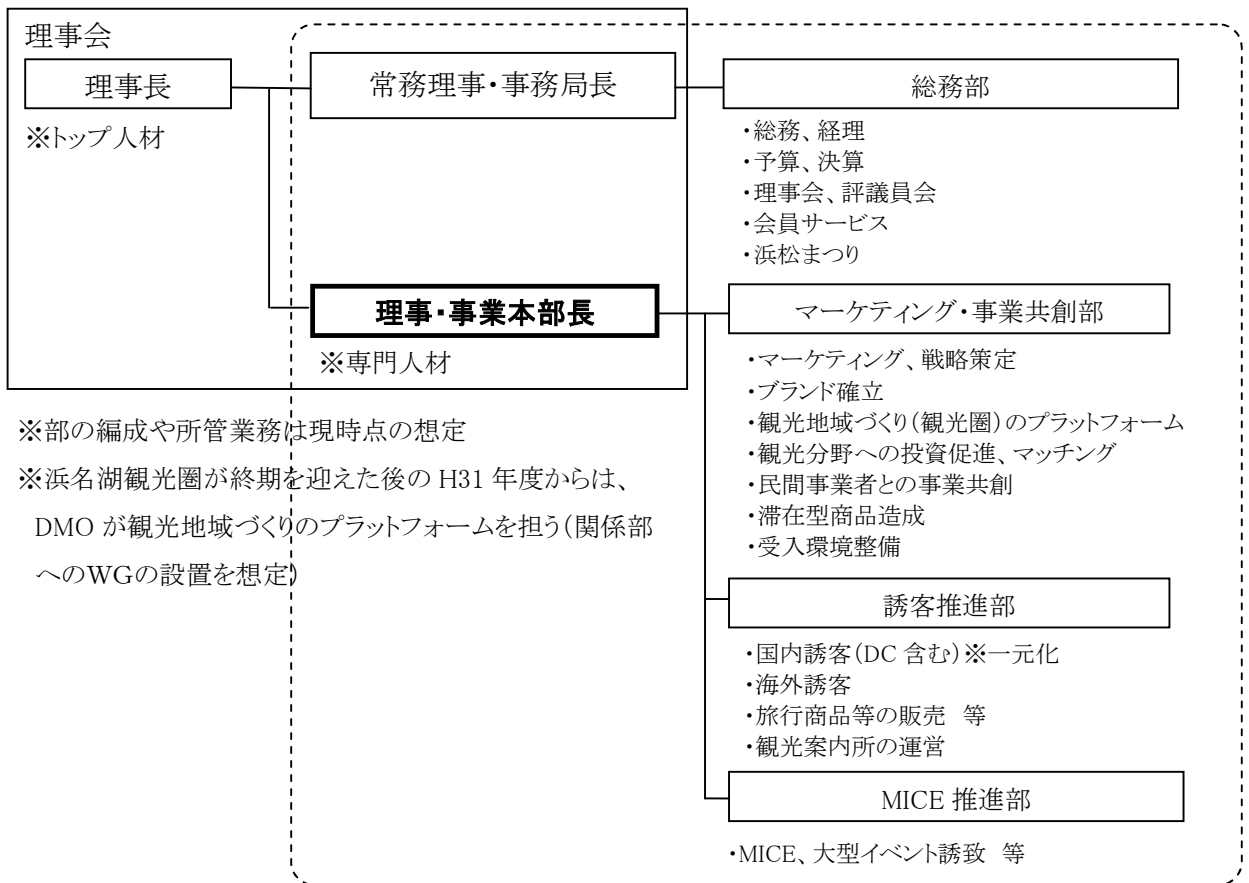 理事会
理事長
※トップ人材
常務理事・事務局長
総務部
・総務、経理
・予算、決算
・理事会、評議員会
・会員サービス
・浜松まつり
理事・事業本部長
※専門人材
マーケティング・事業共創部
・マーケティング、戦略策定
・ブランド確立
・観光地域づくり(観光圏)のプラットフォーム
・観光分野への投資促進、マッチング
・民間事業者との事業共創
・滞在型商品造成
・受入環境整備
※部の編成や所管業務は現時点の想定
※浜名湖観光圏が終期を迎えた後の H31 年度からは、
DMO が観光地域づくりのプラットフォームを担う(関係部
へのWGの設置を想定)
誘客推進部
・国内誘客(DC 含む)※一元化
・海外誘客
・旅行商品等の販売 等
・観光案内所の運営
MICE 推進部
・MICE、大型イベント誘致 等